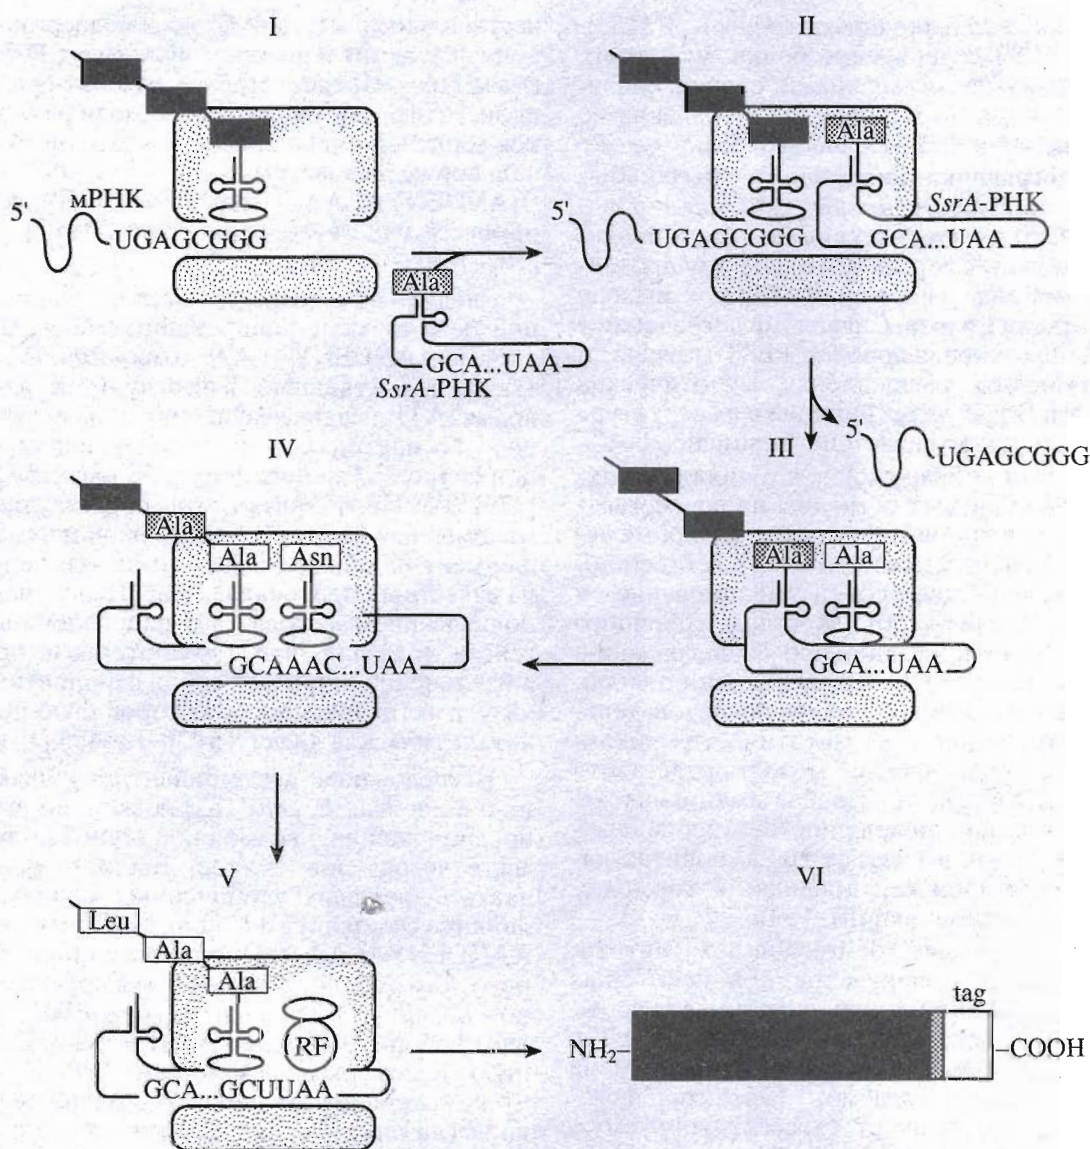 I
5'
мРНК
UGAGCGGG
Ala
GCA...UAA
SsrA-РНК
II
Ala
SsrA-РНК
5'
UGAGCGGG
GCA...UAA
III
5'
UGAGCGGG
Ala Ala
GCA...UAA
IV
Ala
Ala Asn
GCAAAC...UAA
V
Leu
Ala
Ala
RF
GCA...GCUUAA
VI
tag
NH₂
-COOH